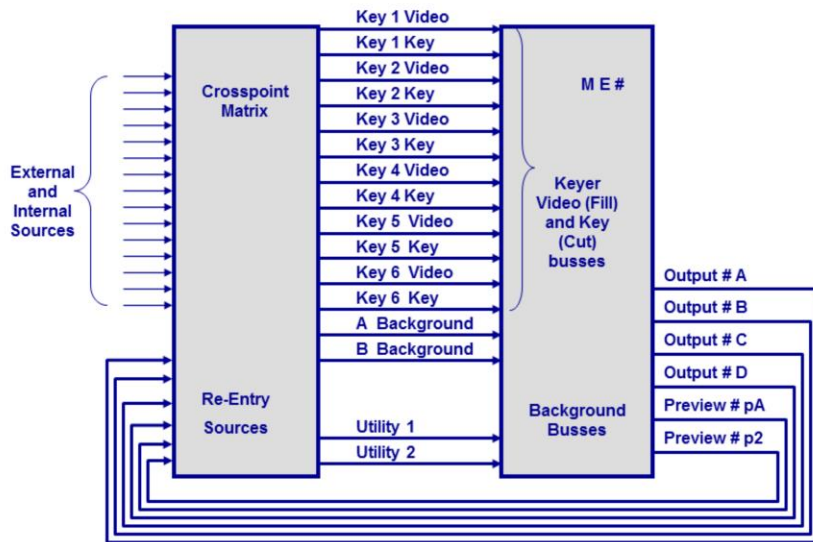 External
and
Internal
Sources
Crosspoint
Matrix
Re-Entry
Sources
Key 1 Video
Key 1 Key
Key 2 Video
Key 2 Key
Key 3 Video
Key 3 Key
Key 4 Video
Key 4 Key
Key 5 Video
Key 5 Key
Key 6 Video
Key 6 Key
A Background
B Background
Utility 1
Utility 2
M E #
Keyer
Video (Fill)
and Key
(Cut)
busses
Background
Busses
Output # A
Output # B
Output # C
Output # D
Preview # pA
Preview # p2